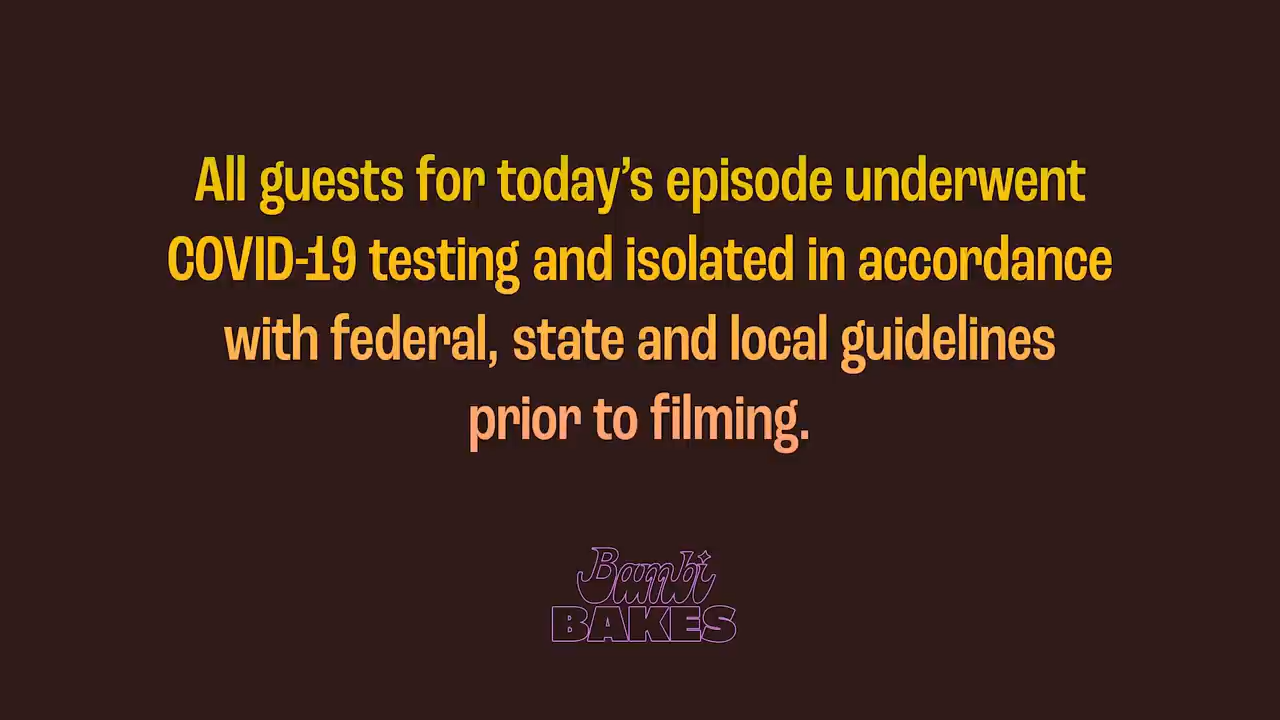 All guests for today’s episode underwent
COVID-19 testing and isolated in accordance
with federal, state and local guidelines
prior to filming.
Bambi
BAKES